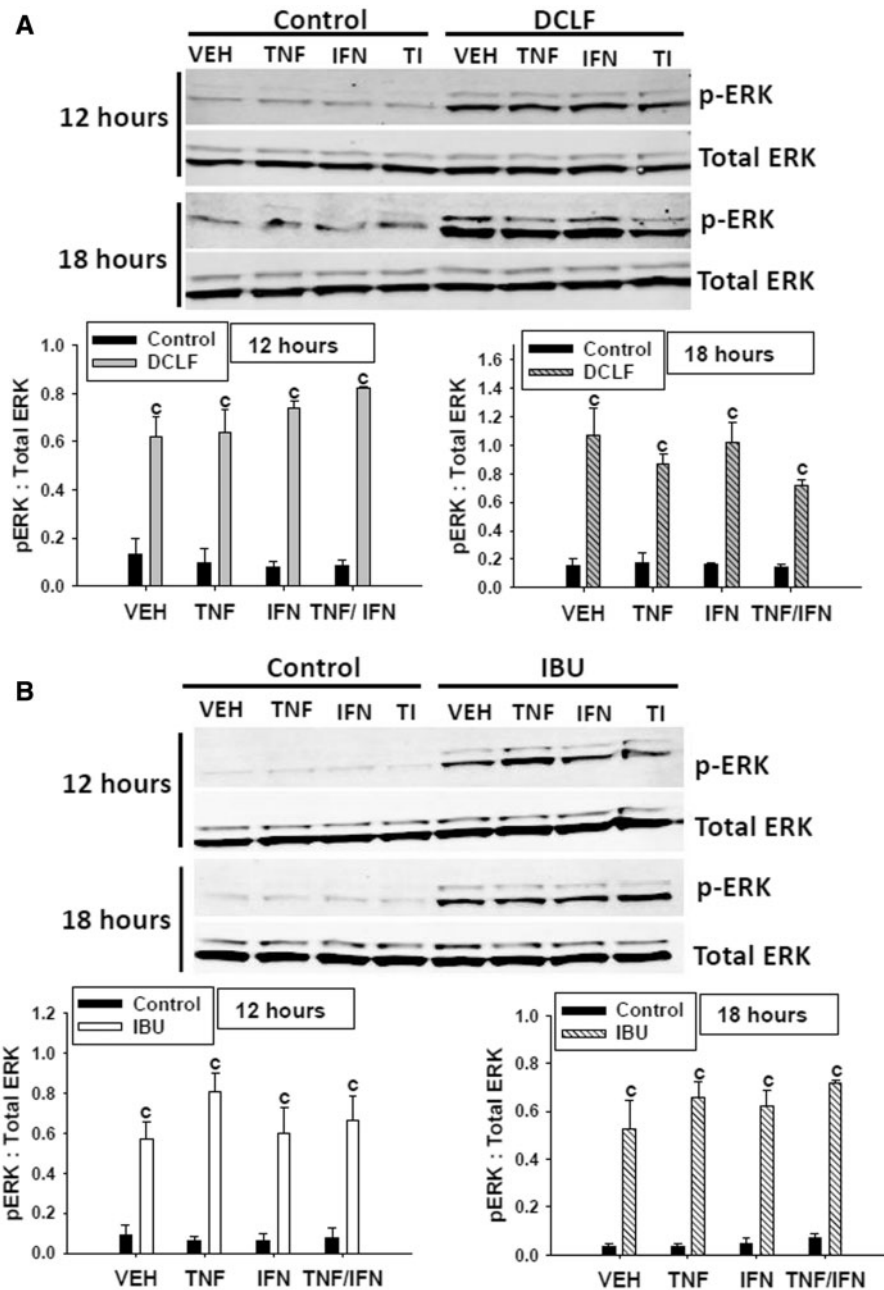 A
Control DCLF
VEH TNF IFN TI VEH TNF IFN TI
12 hours
p-ERK
Total ERK
18 hours
p-ERK
Total ERK
Control
DCLF
12 hours
pERK : Total ERK
1.0
0.8
0.6
0.4
0.2
0.0
c c c c
VEH TNF IFN TNF/ IFN
Control
DCLF
18 hours
pERK : Total ERK
1.6
1.4
1.2
1.0
0.8
0.6
0.4
0.2
0.0
c c c c
VEH TNF IFN TNF/IFN
B
Control IBU
VEH TNF IFN TI VEH TNF IFN TI
12 hours
p-ERK
Total ERK
18 hours
p-ERK
Total ERK
Control
IBU
12 hours
pERK : Total ERK
1.2
1.0
0.8
0.6
0.4
0.2
0.0
c c c c
VEH TNF IFN TNF/IFN
Control
IBU
18 hours
pERK : Total ERK
1.0
0.8
0.6
0.4
0.2
0.0
c c c c
VEH TNF IFN TNF/IFN